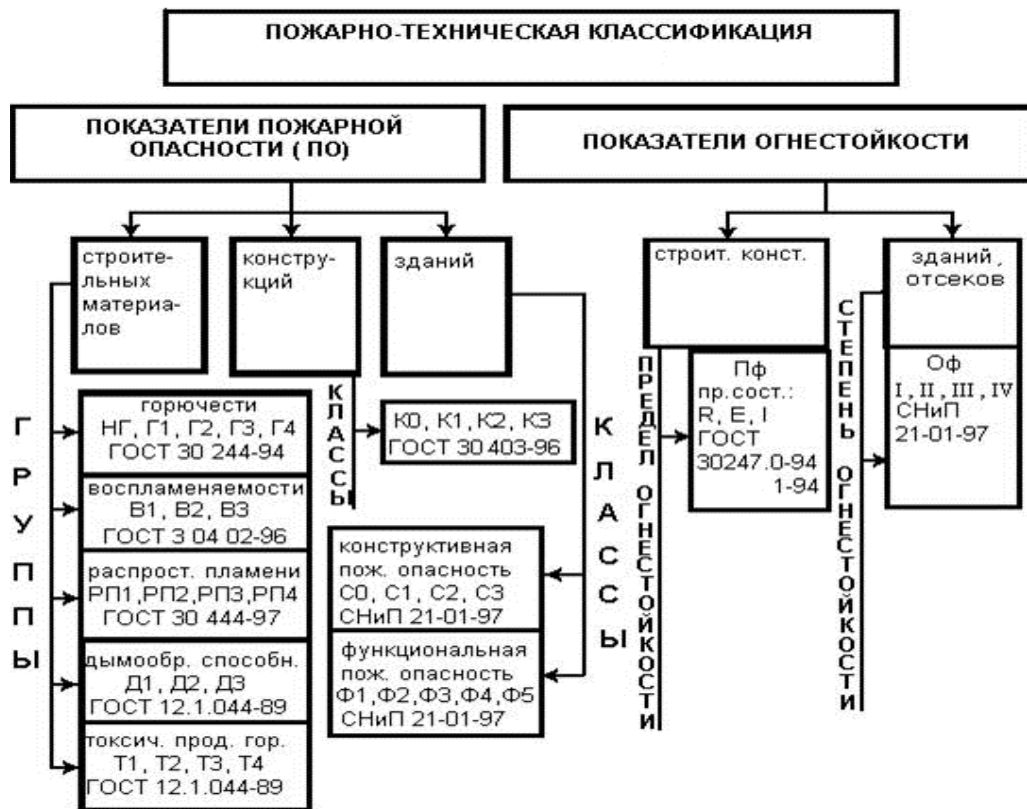 ПОЖАРНО-ТЕХНИЧЕСКАЯ КЛАССИФИКАЦИЯ
ПОКАЗАТЕЛИ ПОЖАРНОЙ
ОПАСНОСТИ ( ПО)
ПОКАЗАТЕЛИ ОГНЕСТОЙКОСТИ
строите-
льных
материа-
лов
конструк-
кций
зданий
строит. конст.
зданий ,
отсеков
ГРУППЫ
горючести
НГ, Г1, Г2, Г3, Г4
ГОСТ 30 244-94
воспламеняемости
В1, В2, В3
ГОСТ 3 04 02-96
распрост. пламени
РП1,РП2,РП3,РП4
ГОСТ 30 444-97
дымообр. способн.
Д1, Д2, Д3
ГОСТ 12.1.044-89
токсич. прод. гор.
Т1, Т2, Т3, Т4
ГОСТ 12.1.044-89
КЛАССЫ
К0, К1, К2, К3
ГОСТ 30 403-96
КЛАССЫ
конструктивная
пож. опасность
С0, С1, С2, С3
СНиП 21-01-97
функциональная
пож. опасность
Ф1,Ф2,Ф3,Ф4,Ф5
СНиП 21-01-97
ПРЕДЕЛ ОГНЕСТОЙКОСТИ
Пф
пр.сост.:
R, E, I
ГОСТ
30247.0-94
1-94
СТЕПЕНЬ ОГНЕСТОЙКОСТИ
Оф
I , II , III , IV
СНиП
21-01-97